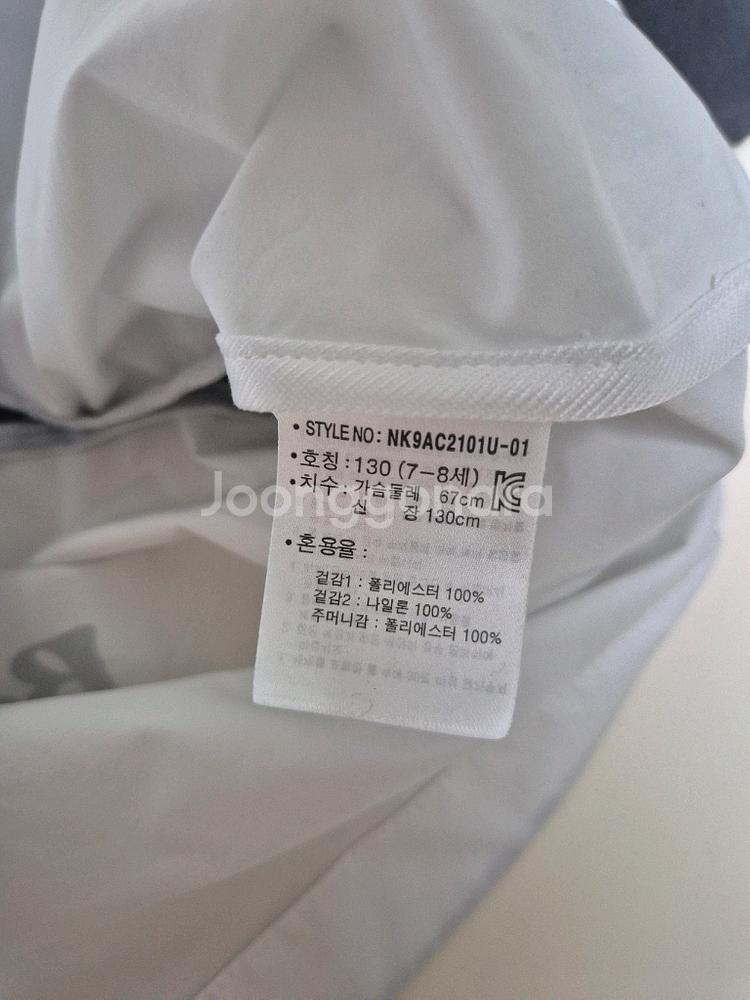 • STYLE NO: NK9AC2101U-01
• 호칭 : 130 (7-8세)
• 치수 : 가슴둘레 67cm
신 장 130cm
Joonggonara
• 혼용율 :
겉감1 : 폴리에스터 100%
겉감2 : 나일론 100%
주머니감 : 폴리에스터 100%